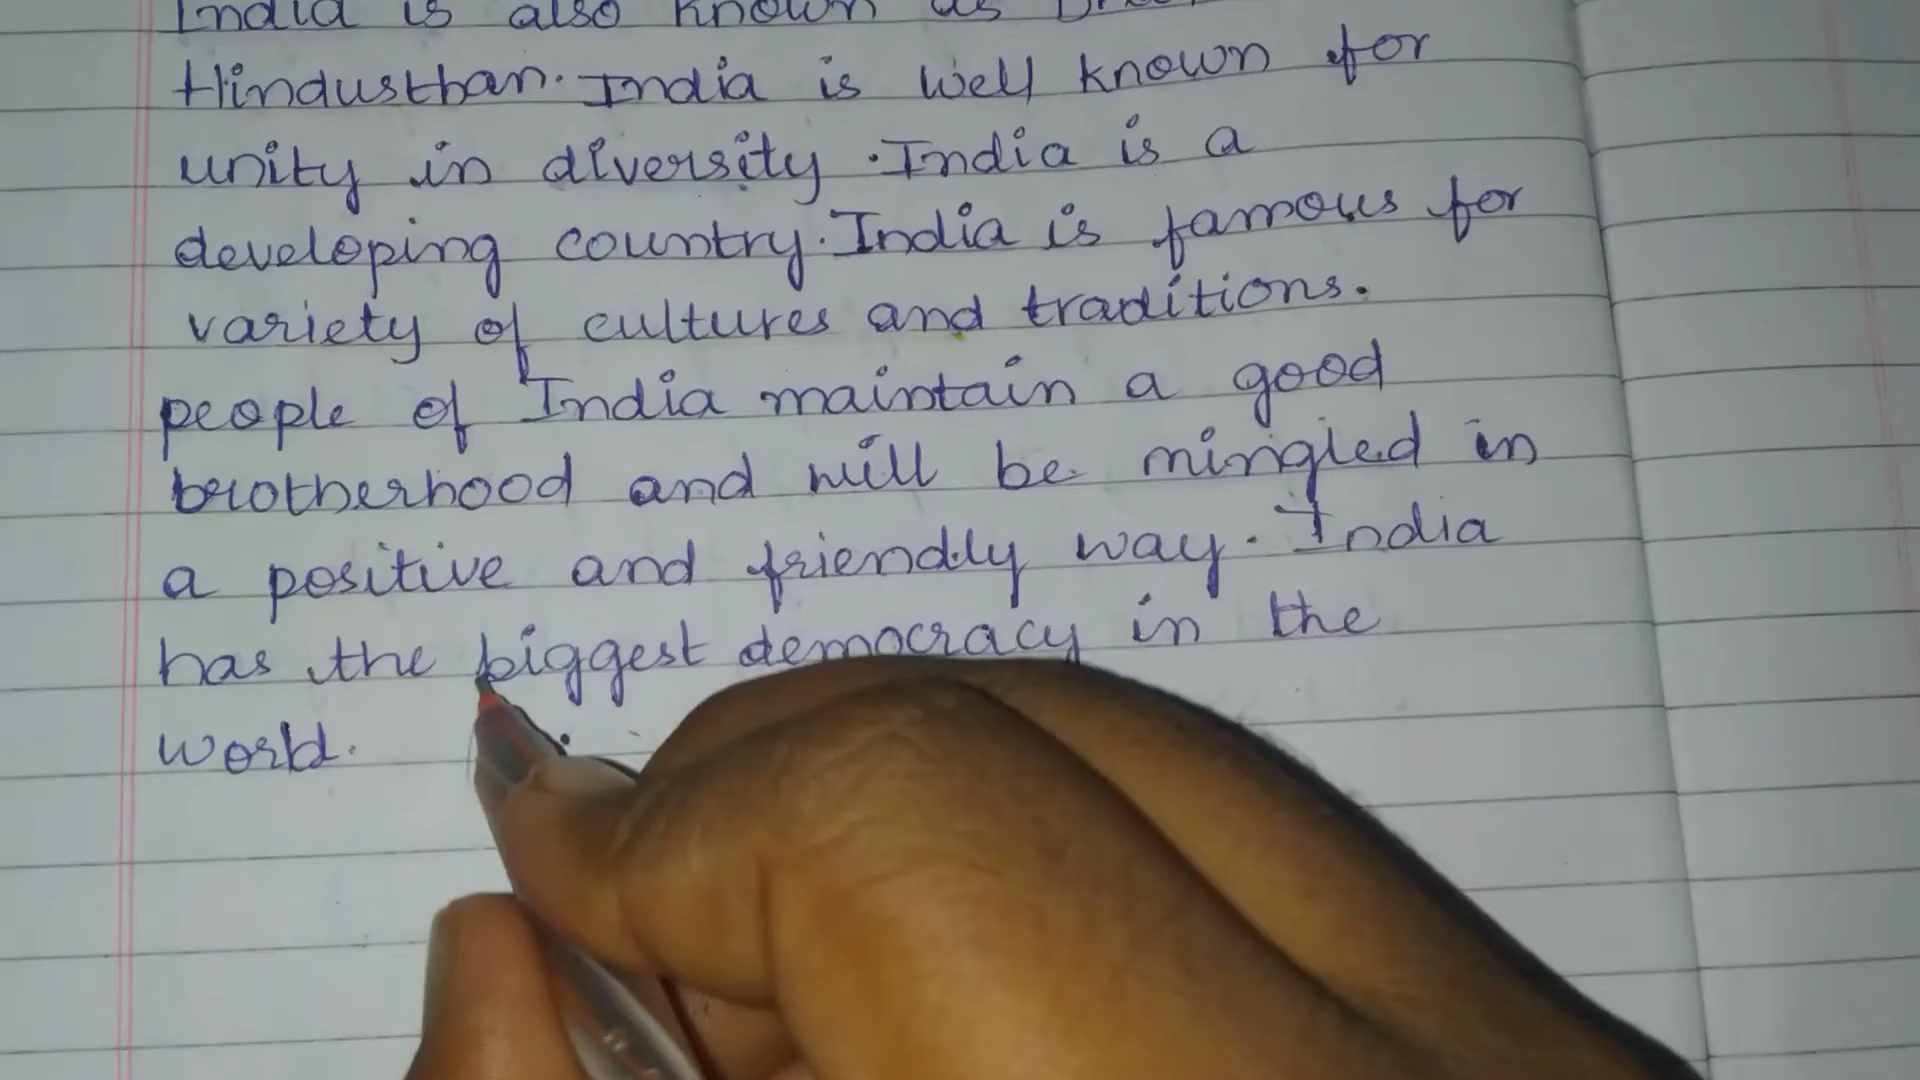 India is also known as
Hindusthan. India is well known for
unity in diversity. India is a
developing country. India is famous for
variety of cultures and traditions.
people of India maintain a good
brotherhood and will be mingled in
a positive and friendly way. India
has the biggest democracy in the
world.